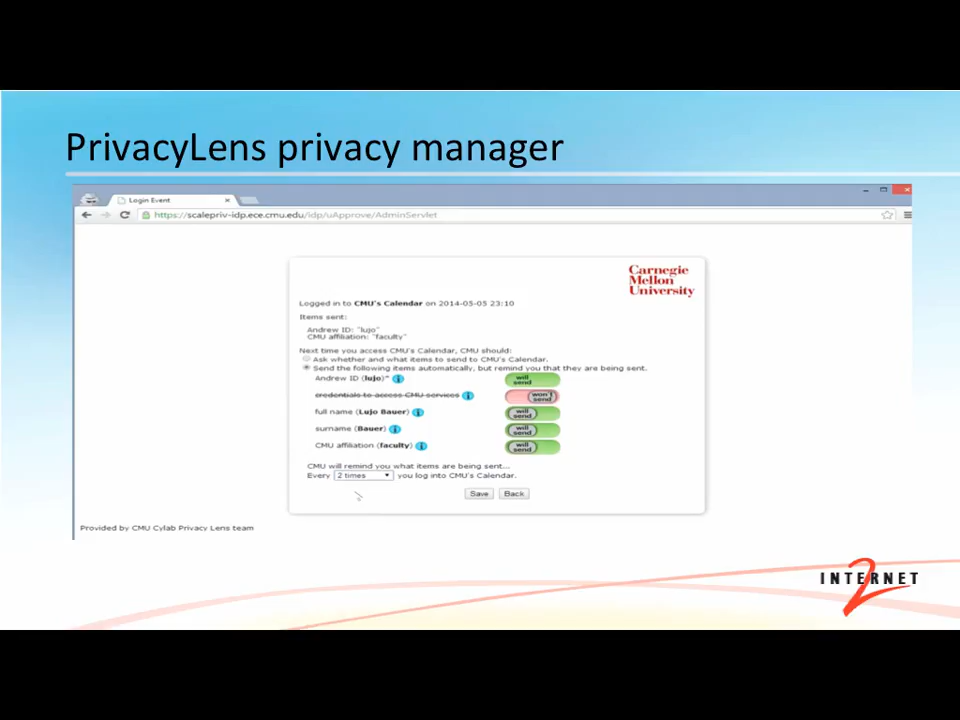 PrivacyLens privacy manager
Login Event
https://scalepriv-idp.ece.cmu.edu/idp/uApprove/AdminServlet
Carnegie
Mellon
University
Logged in to CMU's Calendar on 2014-05-05 23:10
Items sent:
Andrew ID: "lujo"
CMU affiliation: "faculty"
Next time you access CMU's Calendar, CMU should:
Ask whether and what items to send to CMU's Calendar.
Send the following items automatically, but remind you that they are being sent.
Andrew ID (lujo)* will send
credentials to access CMU services won't send
full name (Lujo Bauer) will send
surname (Bauer) will send
CMU affiliation (faculty) will send
CMU will remind you what items are being sent...
Every 2 times you log into CMU's Calendar.
Save Back
Provided by CMU Cylab Privacy Lens team
INTERNET
2